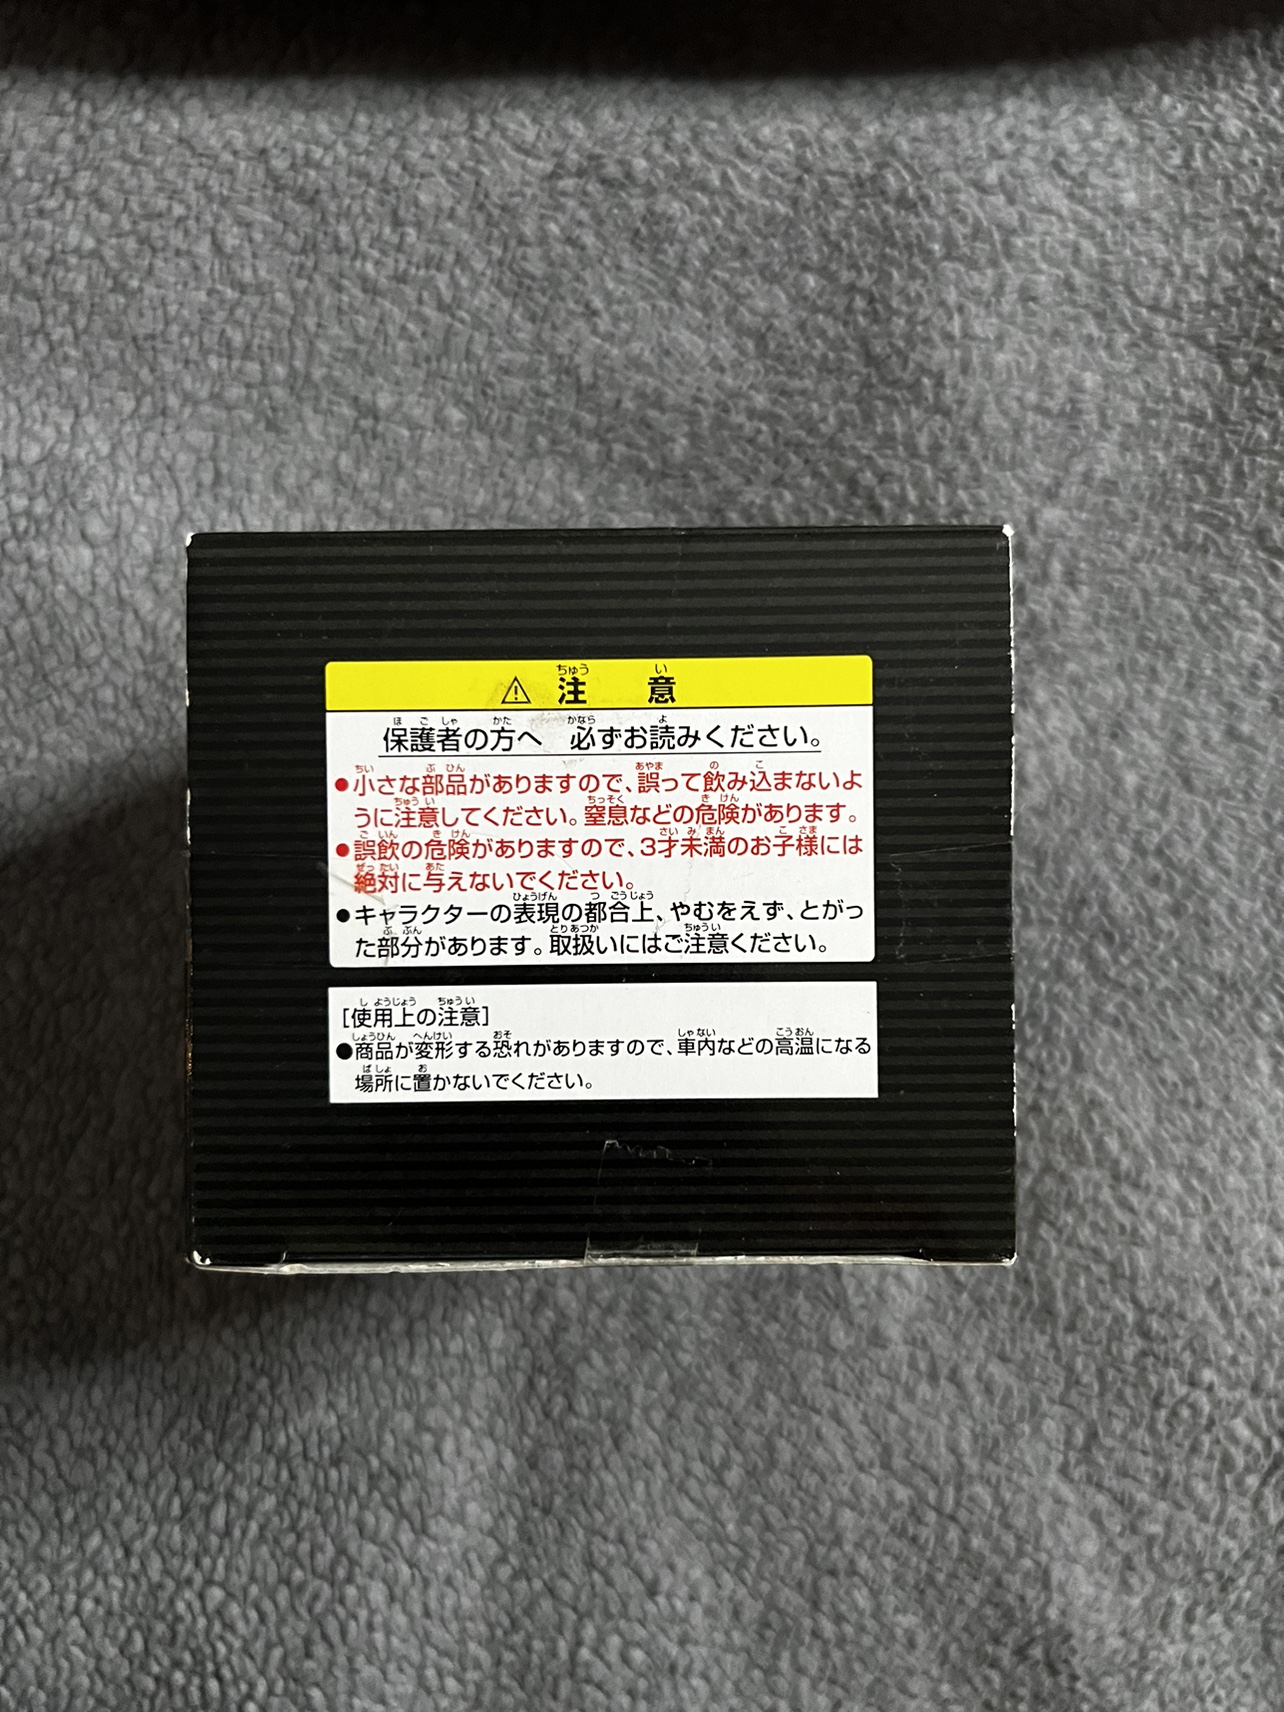 ⚠ 注意
保護者の方へ 必ずお読みください。
●小さな部品がありますので、誤って飲み込まないよ
うに注意してください。窒息などの危険があります。
●誤飲の危険がありますので、3才未満のお子様には
絶対に与えないでください。
●キャラクターの表現の都合上、やむをえず、とがっ
た部分があります。取扱いにはご注意ください。
[使用上の注意]
●商品が変形する恐れがありますので、車内などの高温になる
場所に置かないでください。